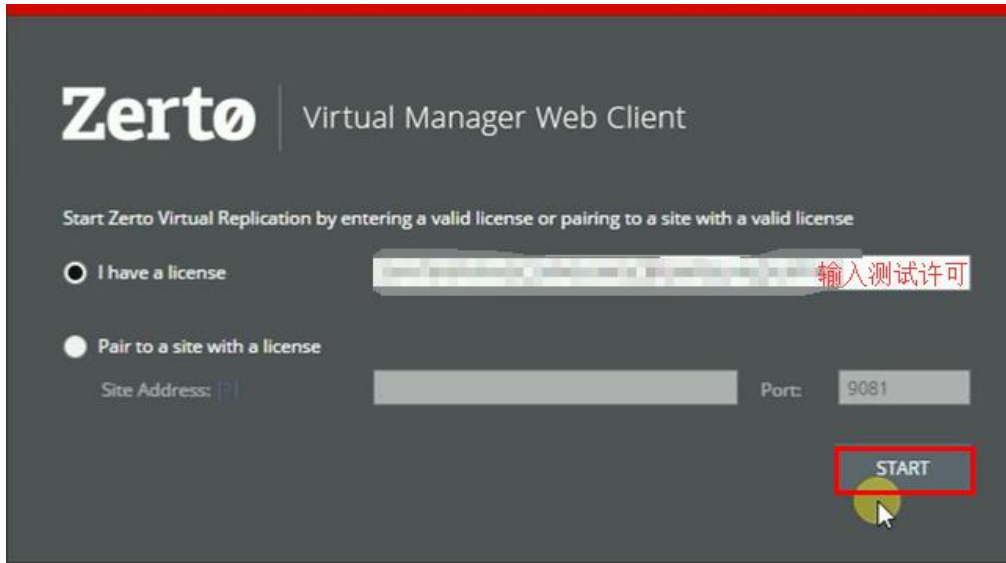 Zerto
Virtual Manager Web Client
Start Zerto Virtual Replication by entering a valid license or pairing to a site with a valid license
I have a license
输入测试许可
Pair to a site with a license
Site Address: [?]
Port:
9081
START